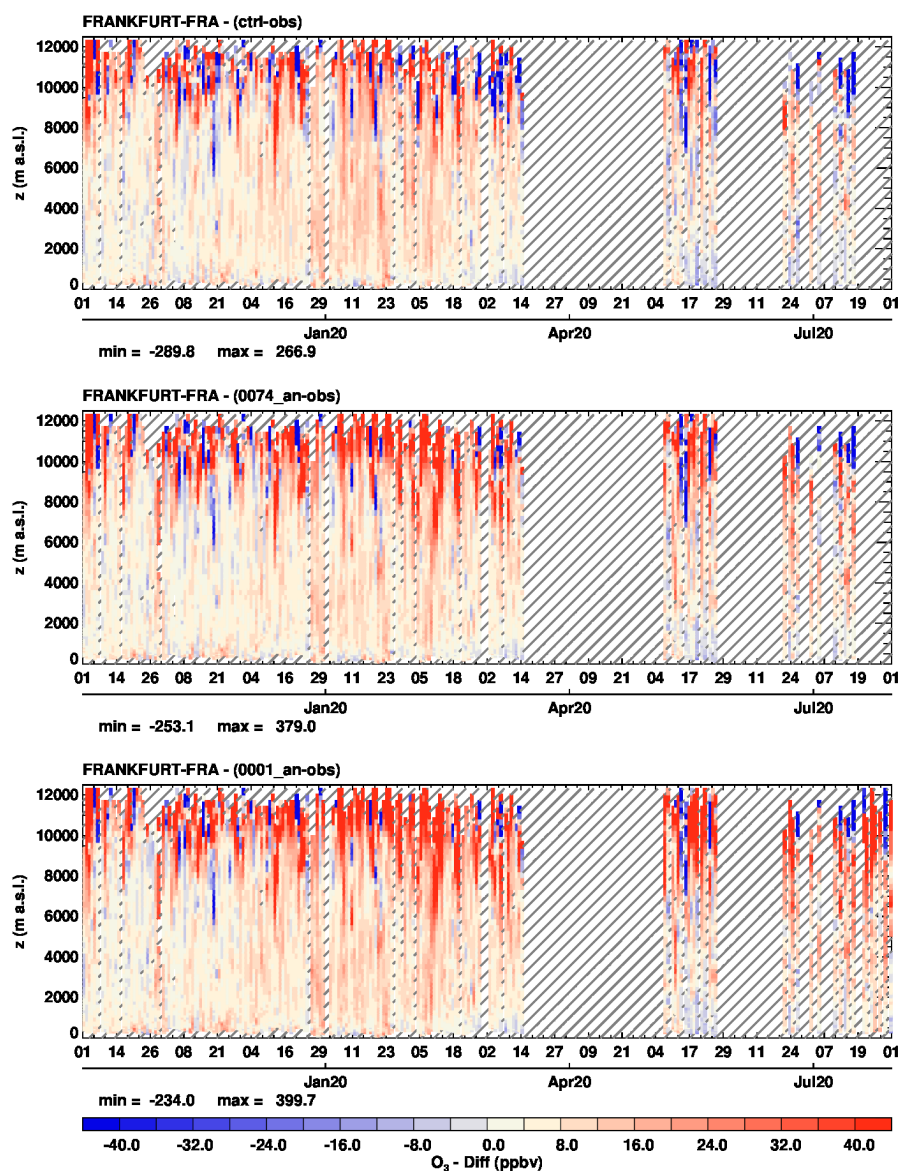 FRANKFURT-FRA - (ctrl-obs)
12000
10000
8000
6000
4000
2000
0
z (m a.s.l.)
01 14 26 08 21 04 16 29 11 23 05 18 02 14 27 09 21 04 17 29 11 24 07 19 01
Jan20 Apr20 Jul20
min = -289.8 max = 266.9
FRANKFURT-FRA - (0074_an-obs)
12000
10000
8000
6000
4000
2000
0
z (m a.s.l.)
01 14 26 08 21 04 16 29 11 23 05 18 02 14 27 09 21 04 17 29 11 24 07 19 01
Jan20 Apr20 Jul20
min = -253.1 max = 379.0
FRANKFURT-FRA - (0001_an-obs)
12000
10000
8000
6000
4000
2000
0
z (m a.s.l.)
01 14 26 08 21 04 16 29 11 23 05 18 02 14 27 09 21 04 17 29 11 24 07 19 01
Jan20 Apr20 Jul20
min = -234.0 max = 399.7
-40.0 -32.0 -24.0 -16.0 -8.0 0.0 8.0 16.0 24.0 32.0 40.0
O₃ - Diff (ppbv)